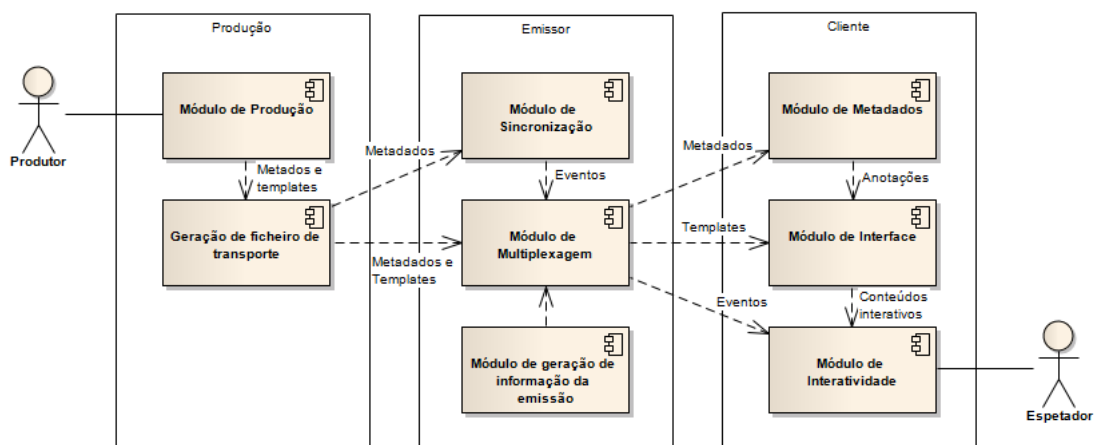 Produção
Emissor
Cliente
Módulo de Produção
Módulo de
Sincronização
Módulo de Metadados
Produtor
Metados e
templates
Metadados
Eventos
Metadados
Anotações
Geração de ficheiro de
transporte
Metadados e
Templates
Módulo de
Multiplexagem
Templates
Módulo de Interface
Eventos
Conteúdos
interativos
Módulo de geração de
informação da
emissão
Módulo de
Interatividade
Espetador